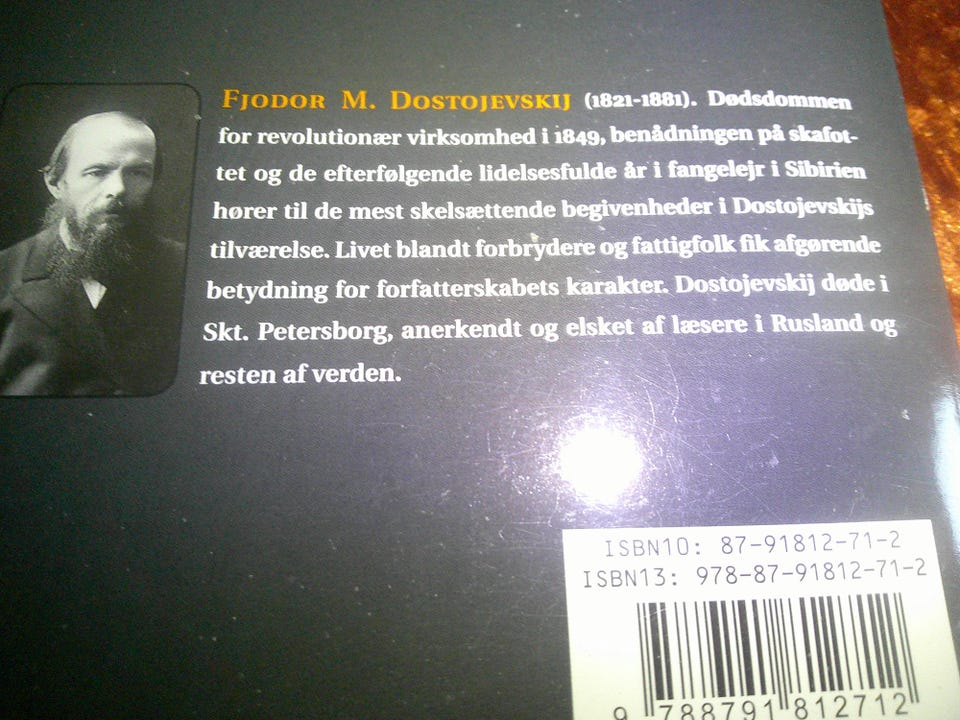 FJODOR M. DOSTOJEVSKIJ (1821-1881). Dødsdommen
for revolutionær virksomhed i 1849, benådningen på skafot-
tet og de efterfølgende lidelsesfulde år i fangelejr i Sibirien
hører til de mest skelsættende begivenheder i Dostojevskijs
tilværelse. Livet blandt forbrydere og fattigfolk fik afgørende
betydning for forfatterskabets karakter. Dostojevskij døde i
Skt. Petersborg, anerkendt og elsket af læsere i Rusland og
resten af verden.
ISBN10: 87-91812-71-2
ISBN13: 978-87-91812-71-2
9 788791 812712